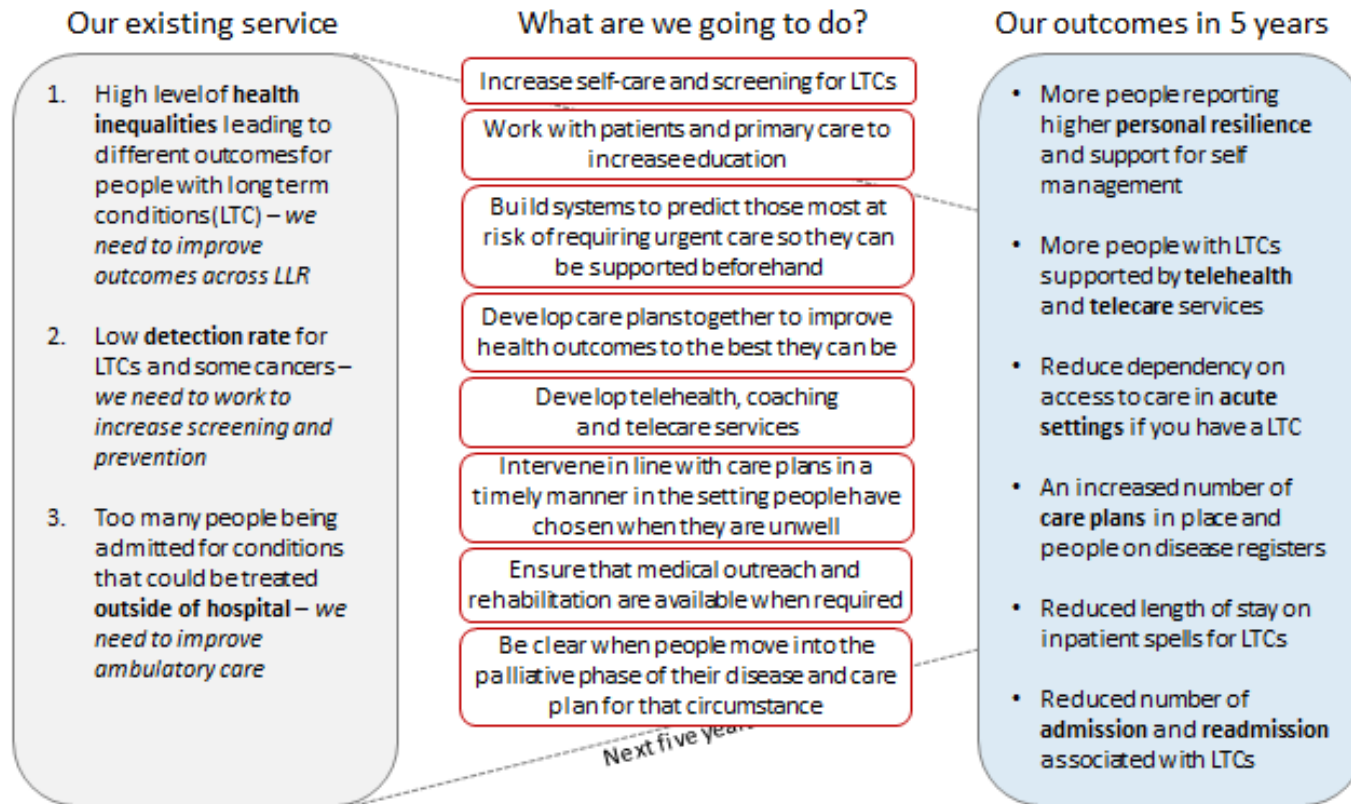 Our existing service
1. High level of health
inequalities leading to
different outcomes for
people with long term
conditions (LTC) – we
need to improve
outcomes across LLR
2. Low detection rate for
LTCs and some cancers –
we need to work to
increase screening and
prevention
3. Too many people being
admitted for conditions
that could be treated
outside of hospital – we
need to improve
ambulatory care
What are we going to do?
Increase self-care and screening for LTCs
Work with patients and primary care to
increase education
Build systems to predict those most at
risk of requiring urgent care so they can
be supported beforehand
Develop care plans together to improve
health outcomes to the best they can be
Develop telehealth, coaching
and telecare services
Intervene in line with care plans in a
timely manner in the setting people have
chosen when they are unwell
Ensure that medical outreach and
rehabilitation are available when required
Be clear when people move into the
palliative phase of their disease and care
plan for that circumstance
Next five
Our outcomes in 5 years
• More people reporting
higher personal resilience
and support for self
management
• More people with LTCs
supported by telehealth
and telecare services
• Reduce dependency on
access to care in acute
settings if you have a LTC
• An increased number of
care plans in place and
people on disease registers
• Reduced length of stay on
inpatient spells for LTCs
• Reduced number of
admission and readmission
associated with LTCs